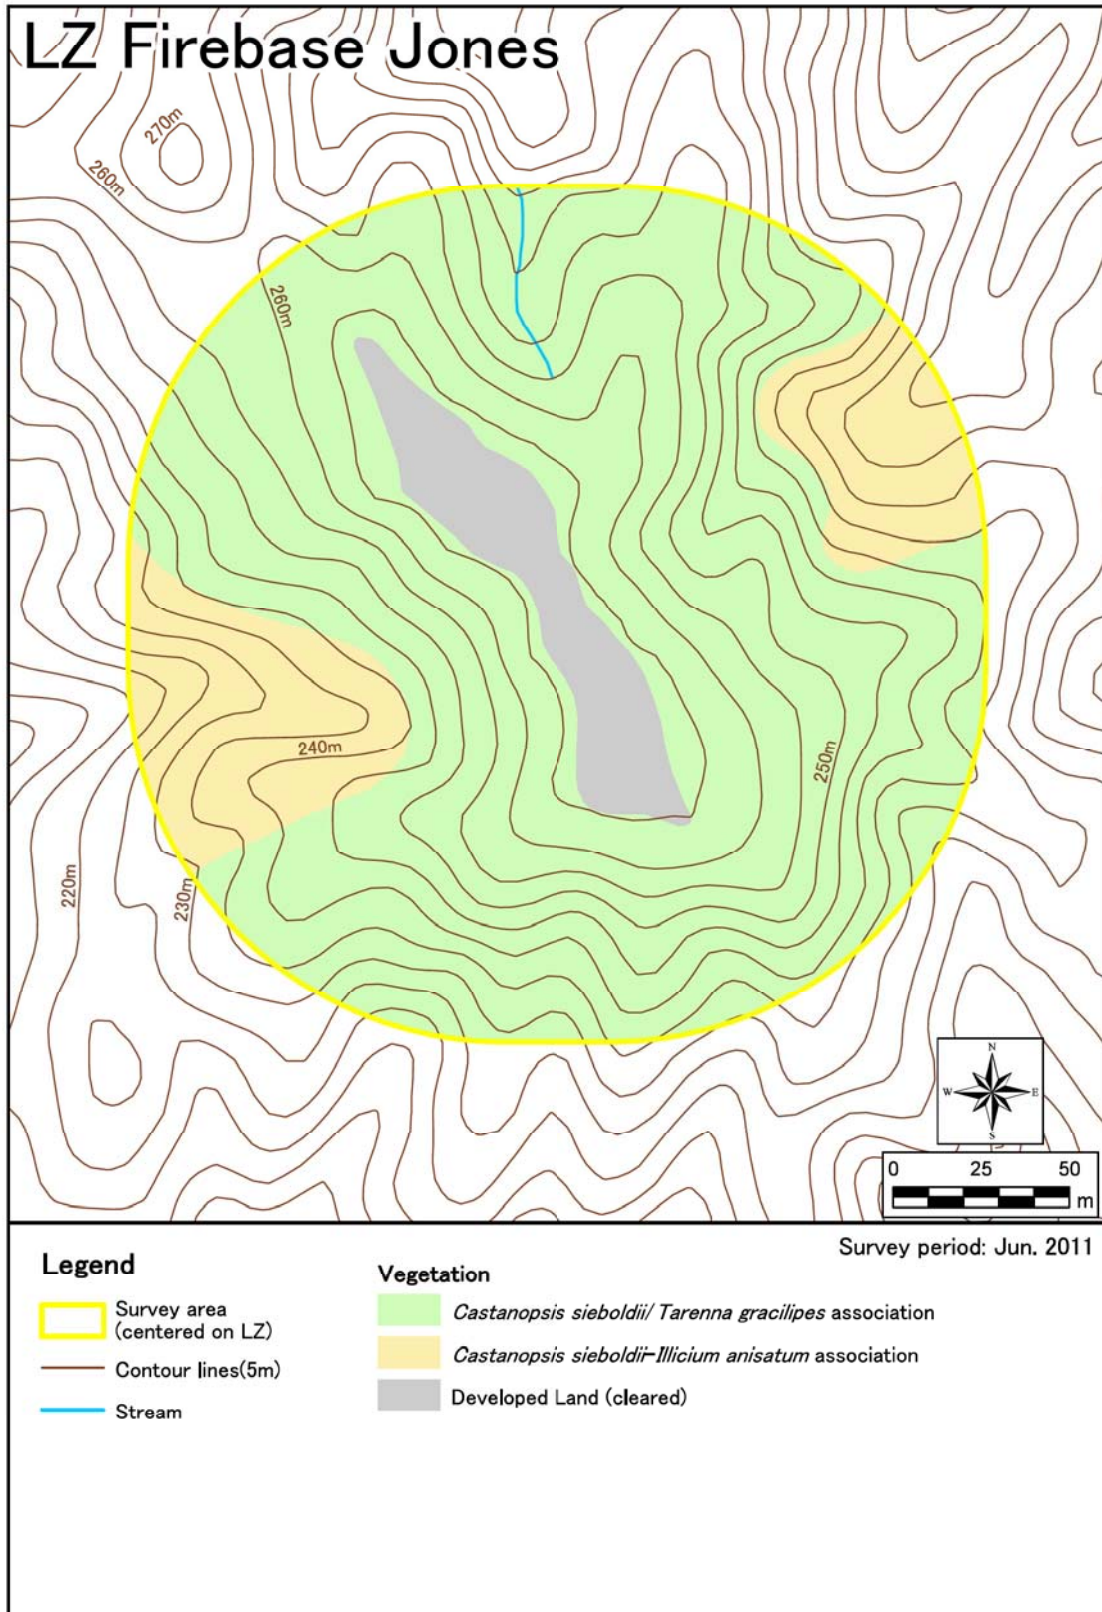 LZ Firebase Jones
270m
260m
260m
240m
250m
220m
230m
N
W E
S
0 25 50
m
Survey period: Jun. 2011
Legend
Survey area
(centered on LZ)
Contour lines(5m)
Stream
Vegetation
Castanopsis sieboldii/ Tarenna gracilipes association
Castanopsis sieboldii-Illicium anisatum association
Developed Land (cleared)